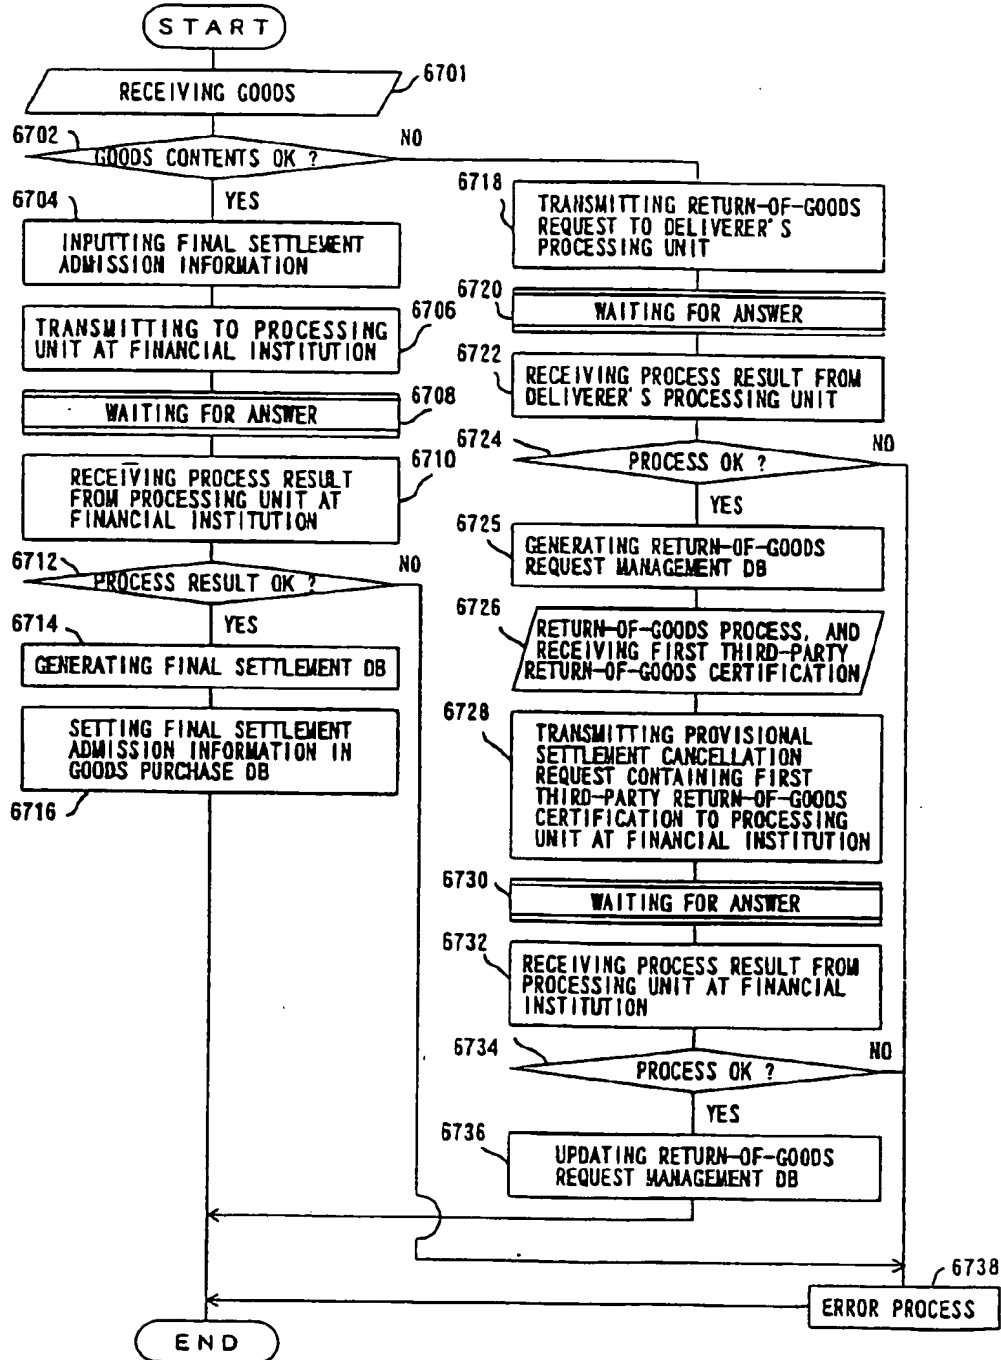 START
6701
RECEIVING GOODS
6702
GOODS CONTENTS OK ?
NO
YES
6704
INPUTTING FINAL SETTLEMENT
ADMISSION INFORMATION
6706
TRANSMITTING TO PROCESSING
UNIT AT FINANCIAL INSTITUTION
6708
WAITING FOR ANSWER
6710
RECEIVING PROCESS RESULT
FROM PROCESSING UNIT AT
FINANCIAL INSTITUTION
6712
PROCESS RESULT OK ?
NO
YES
6714
GENERATING FINAL SETTLEMENT DB
SETTING FINAL SETTLEMENT
ADMISSION INFORMATION IN
GOODS PURCHASE DB
6716
6718
TRANSMITTING RETURN-OF-GOODS
REQUEST TO DELIVERER'S
PROCESSING UNIT
6720
WAITING FOR ANSWER
6722
RECEIVING PROCESS RESULT FROM
DELIVERER'S PROCESSING UNIT
6724
PROCESS OK ?
NO
YES
6725
GENERATING RETURN-OF-GOODS
REQUEST MANAGEMENT DB
6726
RETURN-OF-GOODS PROCESS, AND
RECEIVING FIRST THIRD-PARTY
RETURN-OF-GOODS CERTIFICATION
6728
TRANSMITTING PROVISIONAL
SETTLEMENT CANCELLATION
REQUEST CONTAINING FIRST
THIRD-PARTY RETURN-OF-GOODS
CERTIFICATION TO PROCESSING
UNIT AT FINANCIAL INSTITUTION
6730
WAITING FOR ANSWER
6732
RECEIVING PROCESS RESULT FROM
PROCESSING UNIT AT FINANCIAL
INSTITUTION
6734
PROCESS OK ?
NO
YES
6736
UPDATING RETURN-OF-GOODS
REQUEST MANAGEMENT DB
6738
ERROR PROCESS
END